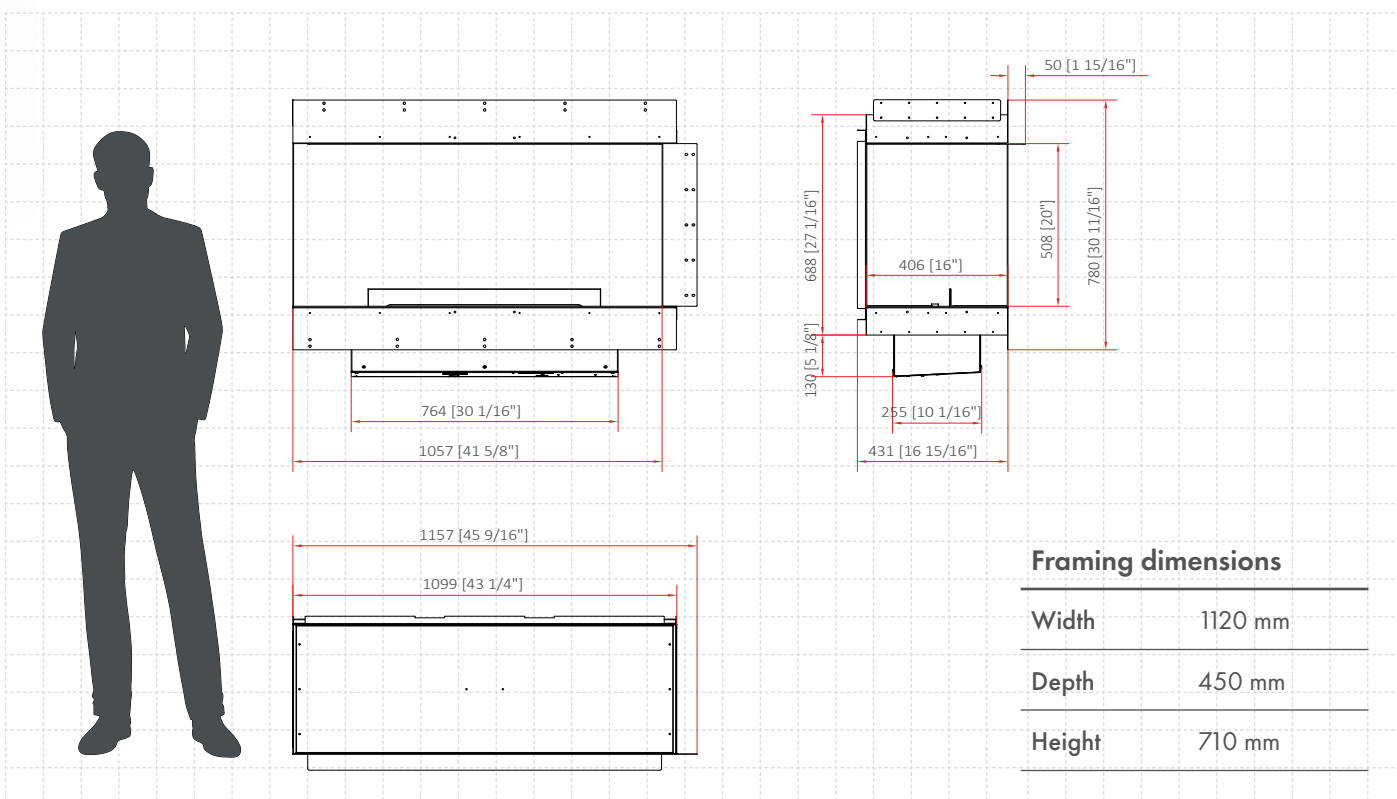 50 [1 15/16"]
688 [27 1/16"]
508 [20"]
780 [30 11/16"]
406 [16"]
130 [5 1/8"]
764 [30 1/16"]
255 [10 1/16"]
1057 [41 5/8"]
431 [16 15/16"]
1157 [45 9/16"]
1099 [43 1/4"]
Framing dimensions
Width 1120 mm
Depth 450 mm
Height 710 mm